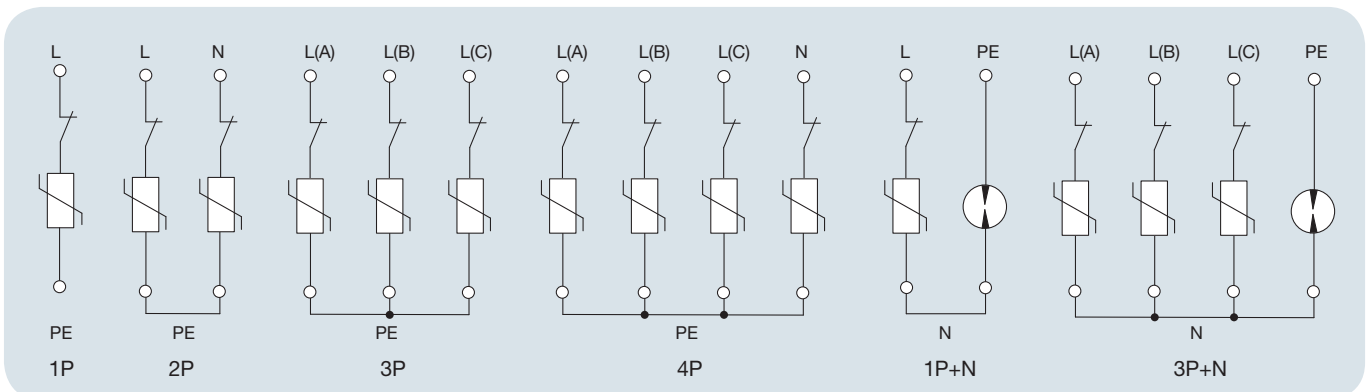 L L N L(A) L(B) L(C) L(A) L(B) L(C) N L PE L(A) L(B) L(C) PE
PE PE PE PE N N
1P 2P 3P 4P 1P+N 3P+N